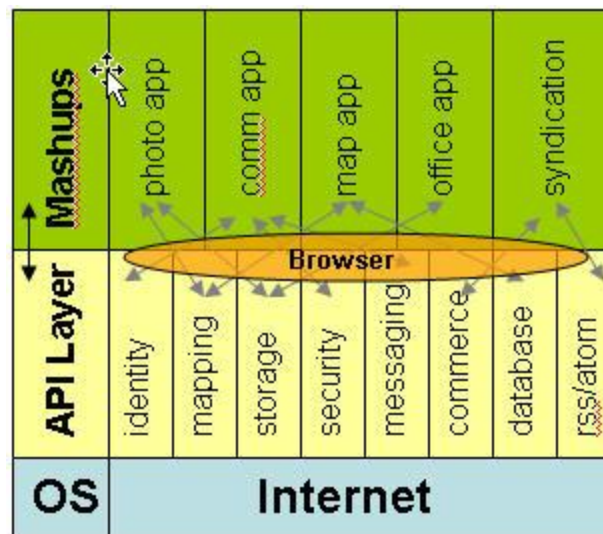 Mashups
photo app
comm app
map app
office app
syndication
Browser
API Layer
identity
mapping
storage
security
messaging
commerce
database
rss/atom
OS
Internet